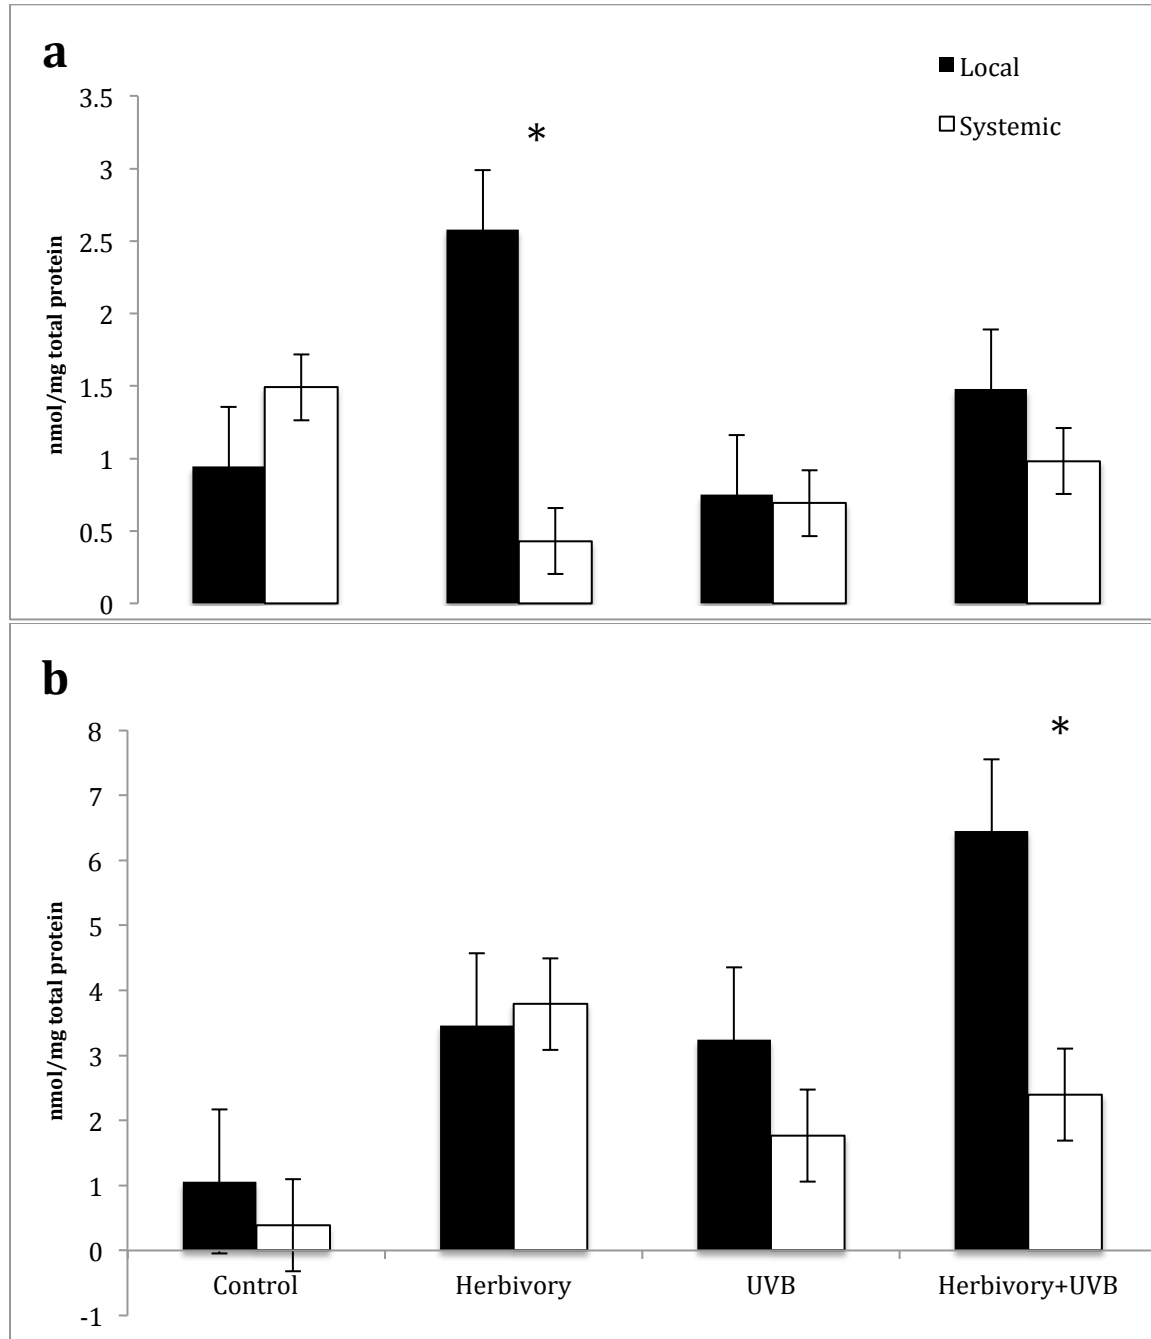 a
Local
Systemic
3.5
3
2.5
2
1.5
1
0.5
0
nmol/mg total protein
*
b
8
7
6
5
4
3
2
1
0
-1
nmol/mg total protein
*
Control Herbivory UVB Herbivory+UVB